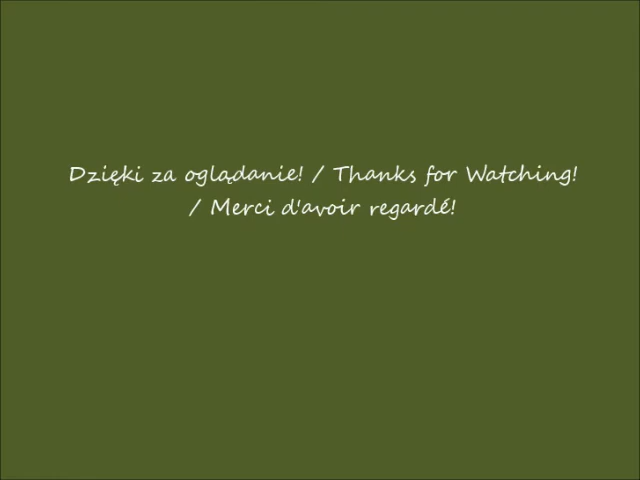 Dzięki za oglądanie! / Thanks for Watching!
/ Merci d'avoir regardé!